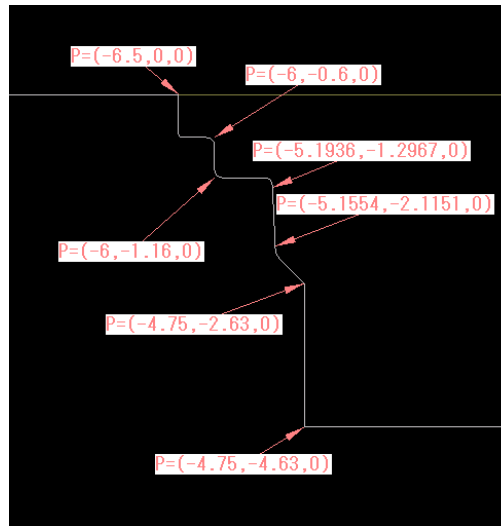 P=(-6.5,0,0)
P=(-6,-0.6,0)
P=(-5.1936,-1.2967,0)
P=(-5.1554,-2.1151,0)
P=(-6,-1.16,0)
P=(-4.75,-2.63,0)
P=(-4.75,-4.63,0)